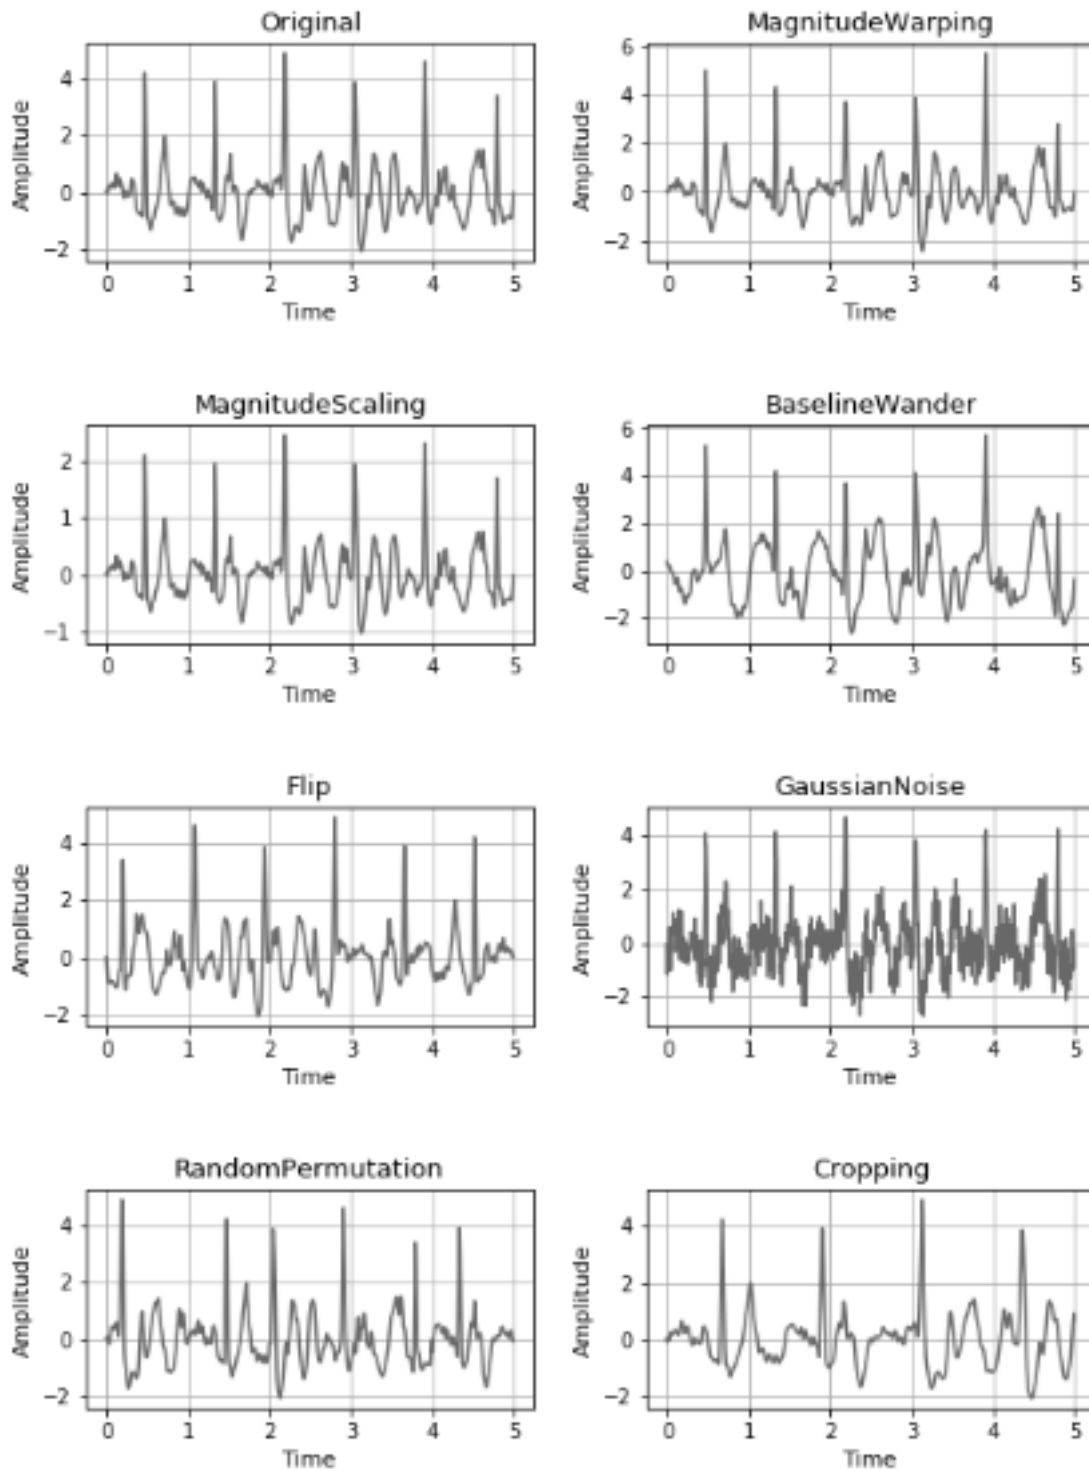 Original
MagnitudeWarping
Amplitude
4
2
0
−2
0 1 2 3 4 5
Time
Amplitude
6
4
2
0
−2
0 1 2 3 4 5
Time
MagnitudeScaling
BaselineWander
Amplitude
2
1
0
−1
0 1 2 3 4 5
Time
Amplitude
6
4
2
0
−2
0 1 2 3 4 5
Time
Flip
GaussianNoise
Amplitude
4
2
0
−2
0 1 2 3 4 5
Time
Amplitude
4
2
0
−2
0 1 2 3 4 5
Time
RandomPermutation
Cropping
Amplitude
4
2
0
−2
0 1 2 3 4 5
Time
Amplitude
4
2
0
−2
0 1 2 3 4 5
Time